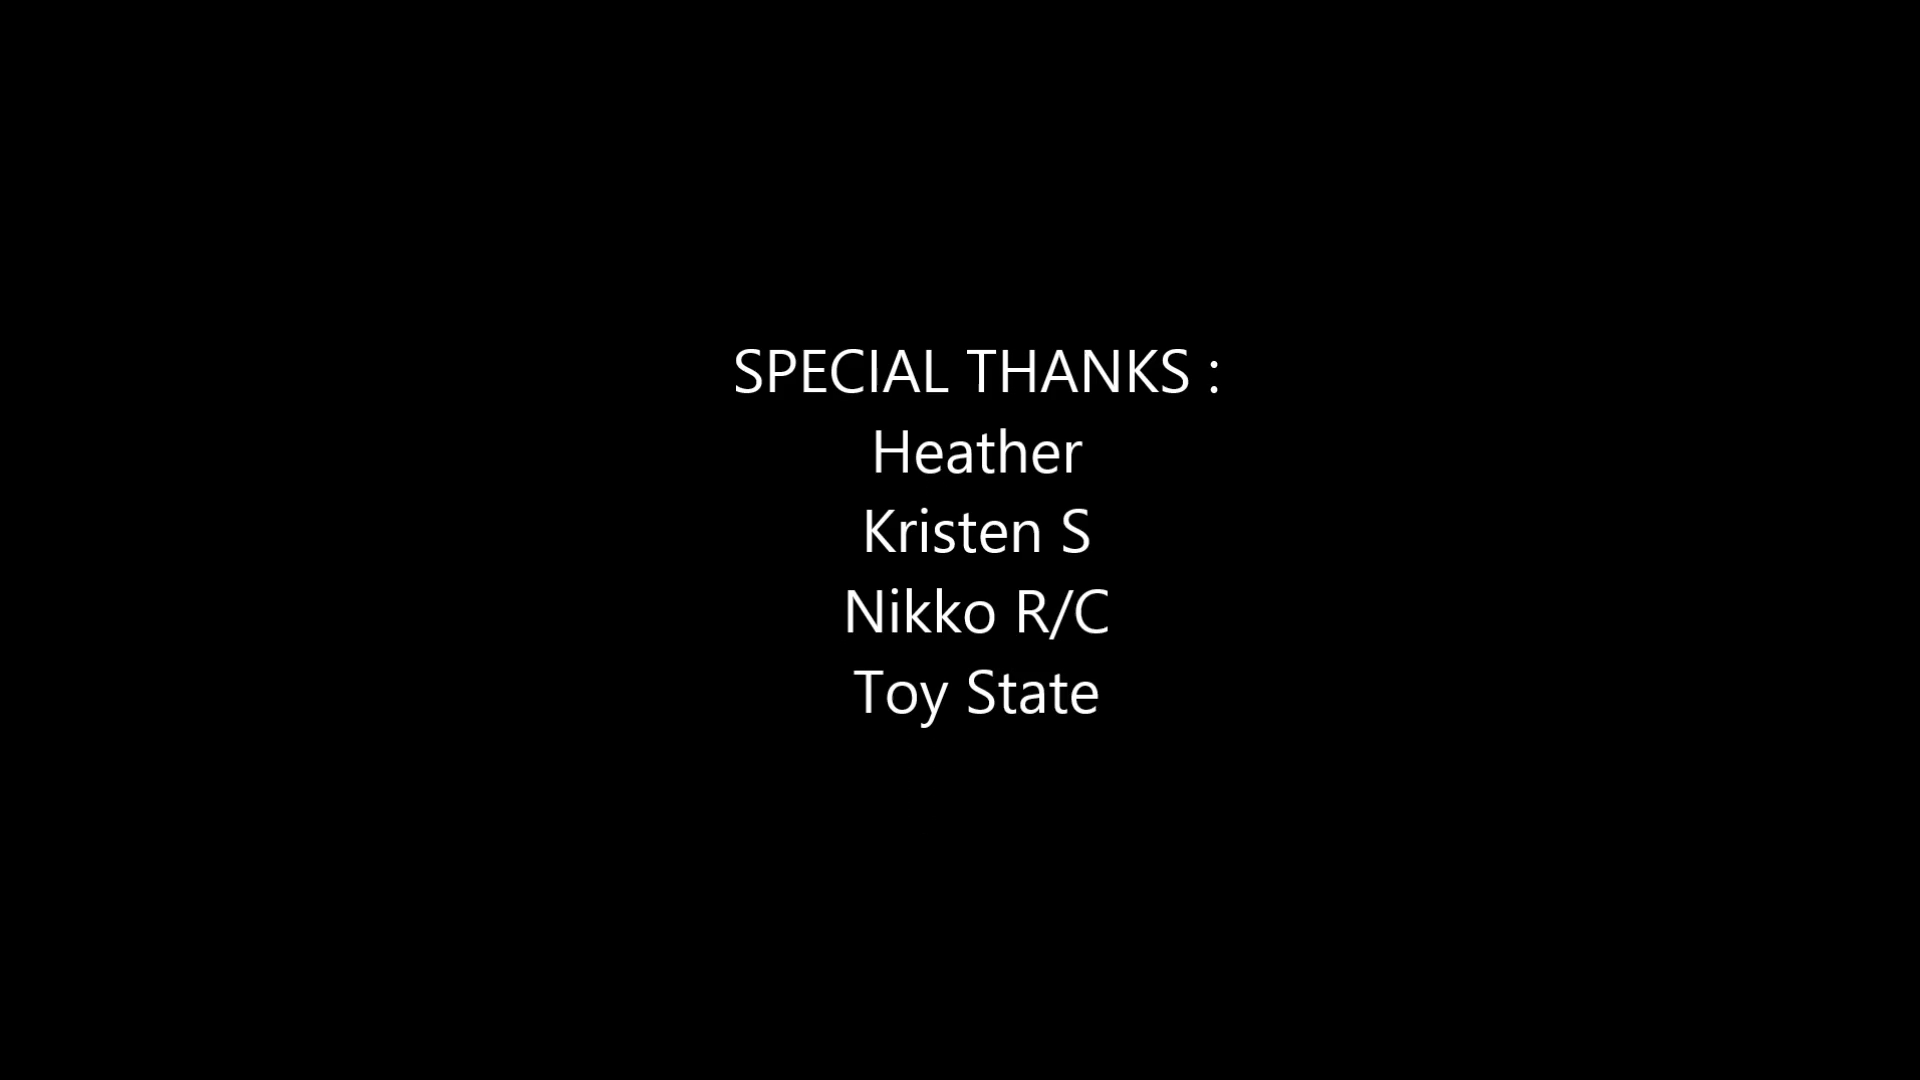 SPECIAL THANKS :
Heather
Kristen S
Nikko R/C
Toy State